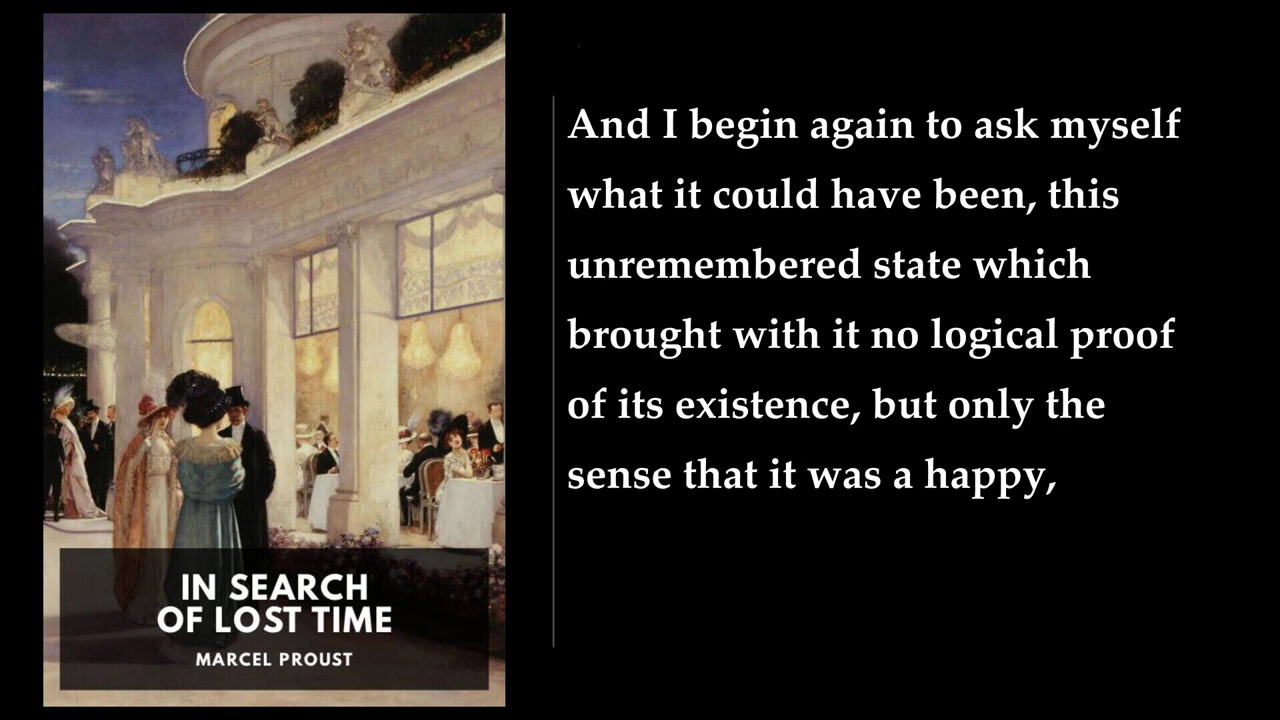 And I begin again to ask myself
what it could have been, this
unremembered state which
brought with it no logical proof
of its existence, but only the
sense that it was a happy,
IN SEARCH
OF LOST TIME
MARCEL PROUST